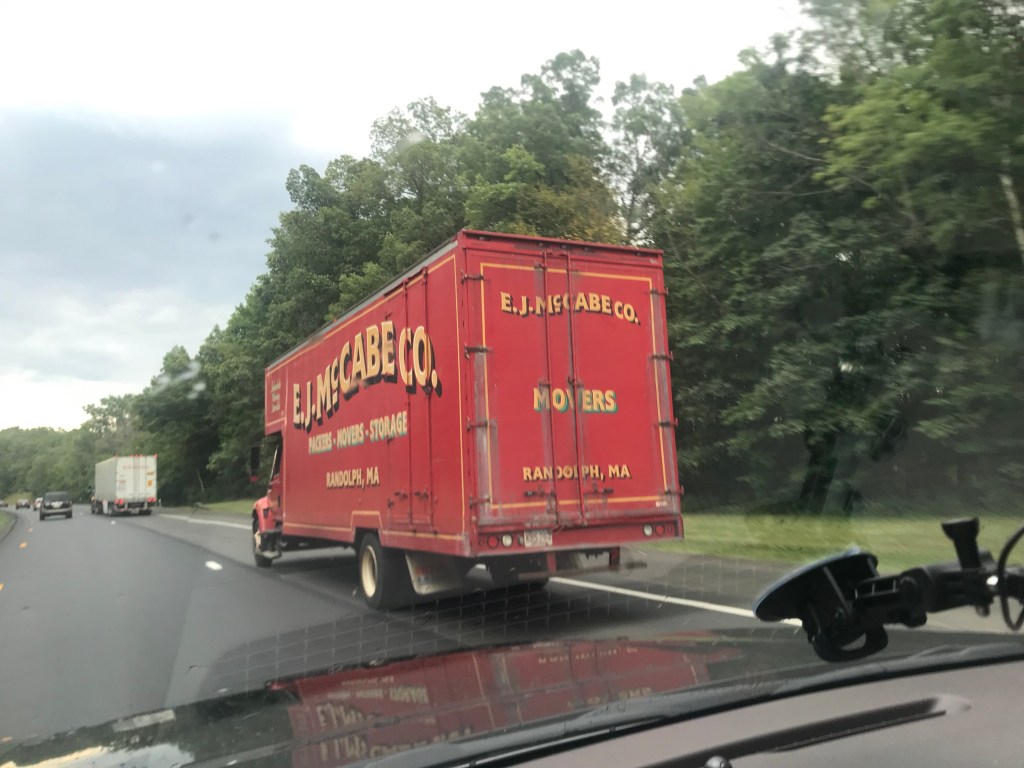 E.J. McCABE CO.
PACKERS - MOVERS - STORAGE
RANDOLPH, MA
E.J. McCABE CO.
MOVERS
RANDOLPH, MA